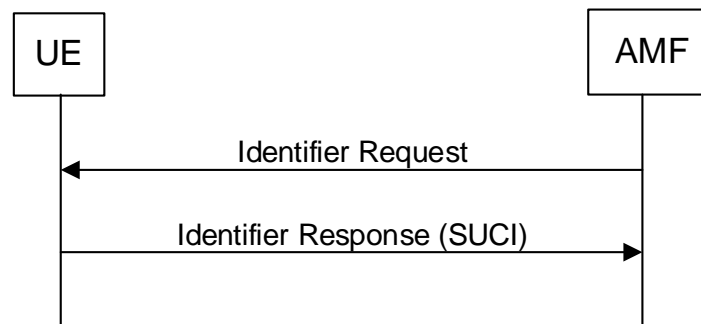 UE
AMF
Identifier Request
Identifier Response (SUCI)